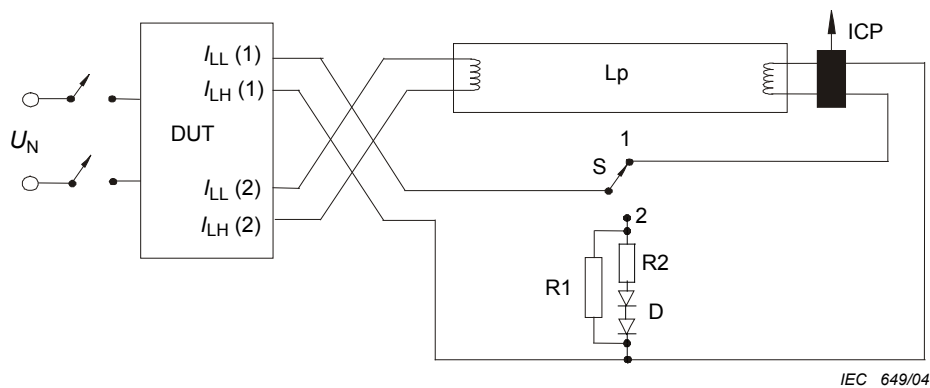 ICP
I_LL (1)
Lp
I_LH (1)
1
U_N
DUT
S
I_LL (2)
2
I_LH (2)
R2
R1
D
IEC 649/04